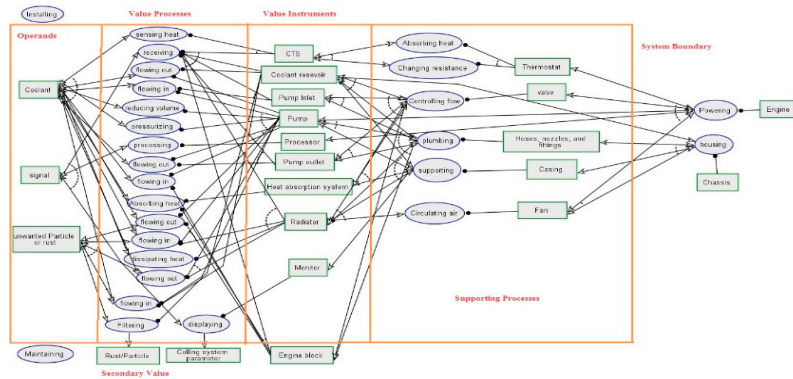 Installing
Value Processes
Value Instruments
Operands
System Boundary
sensing heat
receiving
flowing out
flowing in
reducing volume
pressurizing
processing
flowing out
flowing in
Absorbing heat
flowing out
flowing in
dissipating heat
flowing out
flowing in
Filtering
displaying
Coolant
signal
unwanted Particle
or rust
CTS
Coolant resevoir
Pump Inlet
Pump
Processor
Pump outlet
Heat absorption system
Radiator
Meniter
Engine block
Absorbing heat
Changing resistance
Controlling flow
plumbing
supporting
Circulating air
Thermostat
valve
Hoses, nozzles, and
fittings
Casing
Fan
Powering
Engine
housing
Chassis
Supporting Processes
Maintaining
Rust/Particle
Colling system
parameter
Secondary Value